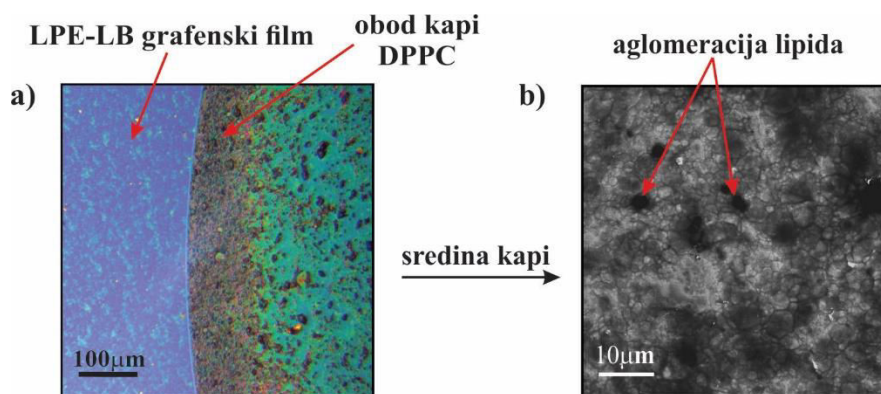 LPE-LB grafenski film
obod kapi
DPPC
aglomeracija lipida
a)
b)
sredina kapi
100μm
10μm